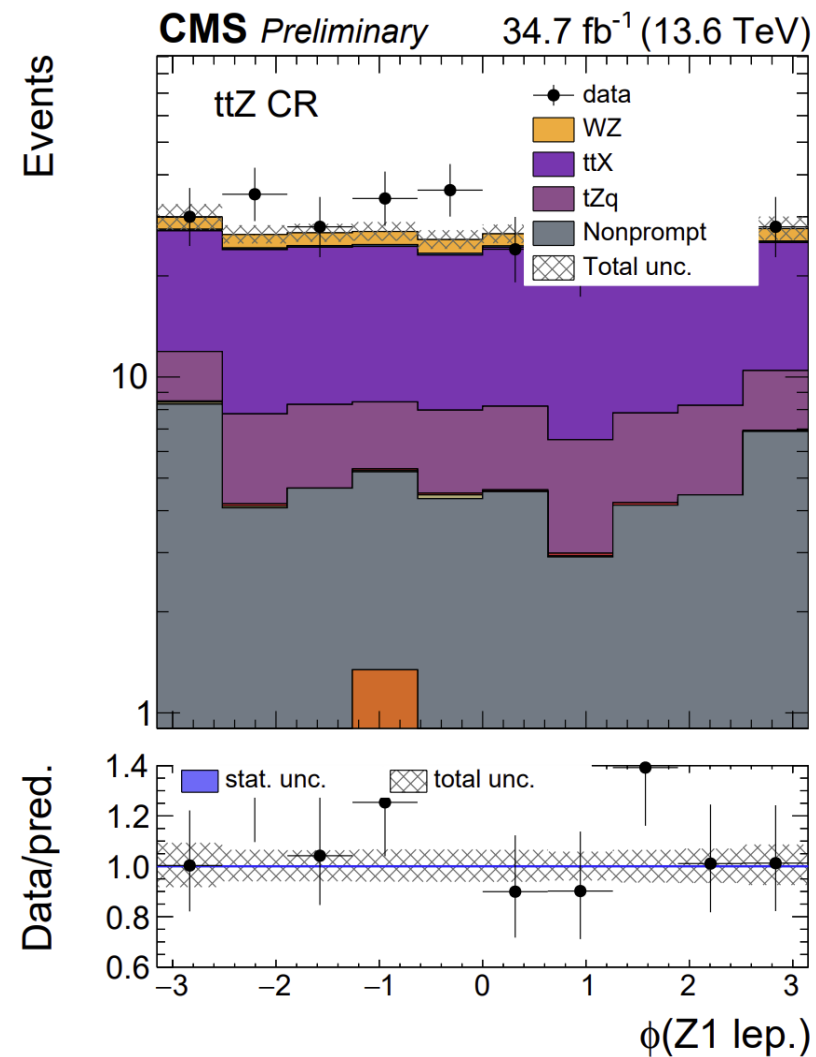 CMS Preliminary 34.7 fb⁻¹ (13.6 TeV)
Events
ttZ CR
data
WZ
ttX
tZq
Nonprompt
Total unc.
10
1
Data/pred.
stat. unc.
total unc.
1.4
1.2
1.0
0.8
0.6
−3 −2 −1 0 1 2 3
ϕ(Z1 lep.)